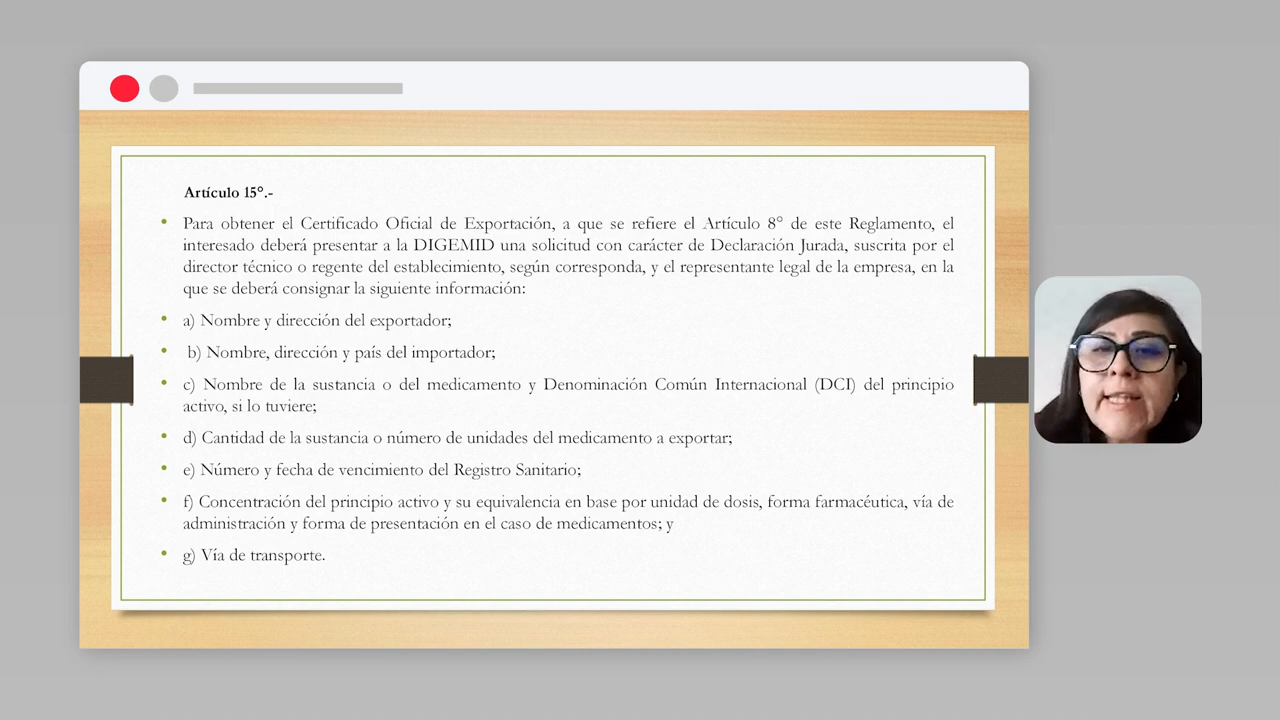 Artículo 15°.-
• Para obtener el Certificado Oficial de Exportación, a que se refiere el Artículo 8° de este Reglamento, el
interesado deberá presentar a la DIGEMID una solicitud con carácter de Declaración Jurada, suscrita por el
director técnico o regente del establecimiento, según corresponda, y el representante legal de la empresa, en la
que se deberá consignar la siguiente información:
• a) Nombre y dirección del exportador;
• b) Nombre, dirección y país del importador;
• c) Nombre de la sustancia o del medicamento y Denominación Común Internacional (DCI) del principio
activo, si lo tuviere;
• d) Cantidad de la sustancia o número de unidades del medicamento a exportar;
• e) Número y fecha de vencimiento del Registro Sanitario;
• f) Concentración del principio activo y su equivalencia en base por unidad de dosis, forma farmacéutica, vía de
administración y forma de presentación en el caso de medicamentos; y
• g) Vía de transporte.